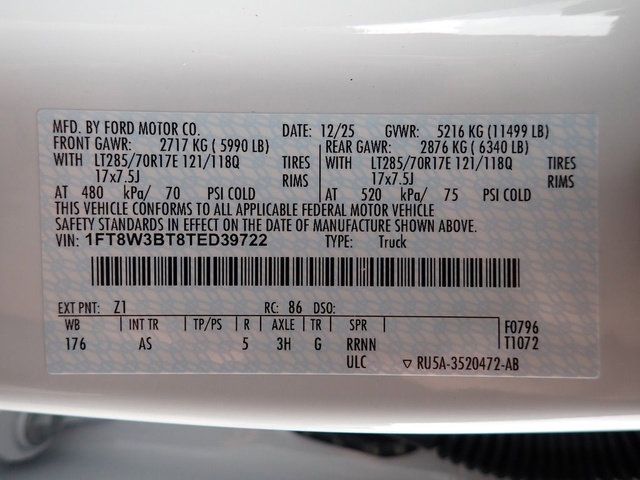 MFD. BY FORD MOTOR CO. DATE: 12/25 GVWR: 5216 KG (11499 LB)
FRONT GAWR: 2717 KG ( 5990 LB) REAR GAWR: 2876 KG ( 6340 LB)
WITH LT285/70R17E 121/118Q TIRES WITH LT285/70R17E 121/118Q TIRES
17x7.5J RIMS 17x7.5J RIMS
AT 480 kPa/ 70 PSI COLD AT 520 kPa/ 75 PSI COLD
THIS VEHICLE CONFORMS TO ALL APPLICABLE FEDERAL MOTOR VEHICLE
SAFETY STANDARDS IN EFFECT ON THE DATE OF MANUFACTURE SHOWN ABOVE.
VIN: 1FT8W3BT8TED39722 TYPE: Truck
EXT PNT: Z1 RC: 86 DSO:
WB INT TR TP/PS R AXLE TR SPR F0796
176 AS 5 3H G RRNN T1072
ULC RU5A-3520472-AB